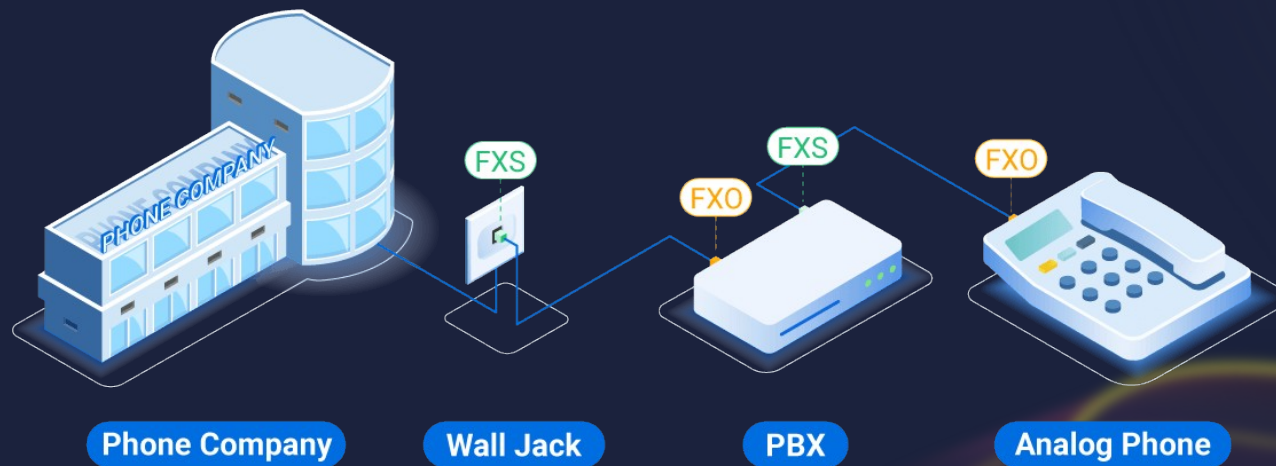 PHONE COMPANY
FXS
FXO
FXS
FXO
Phone Company
Wall Jack
PBX
Analog Phone